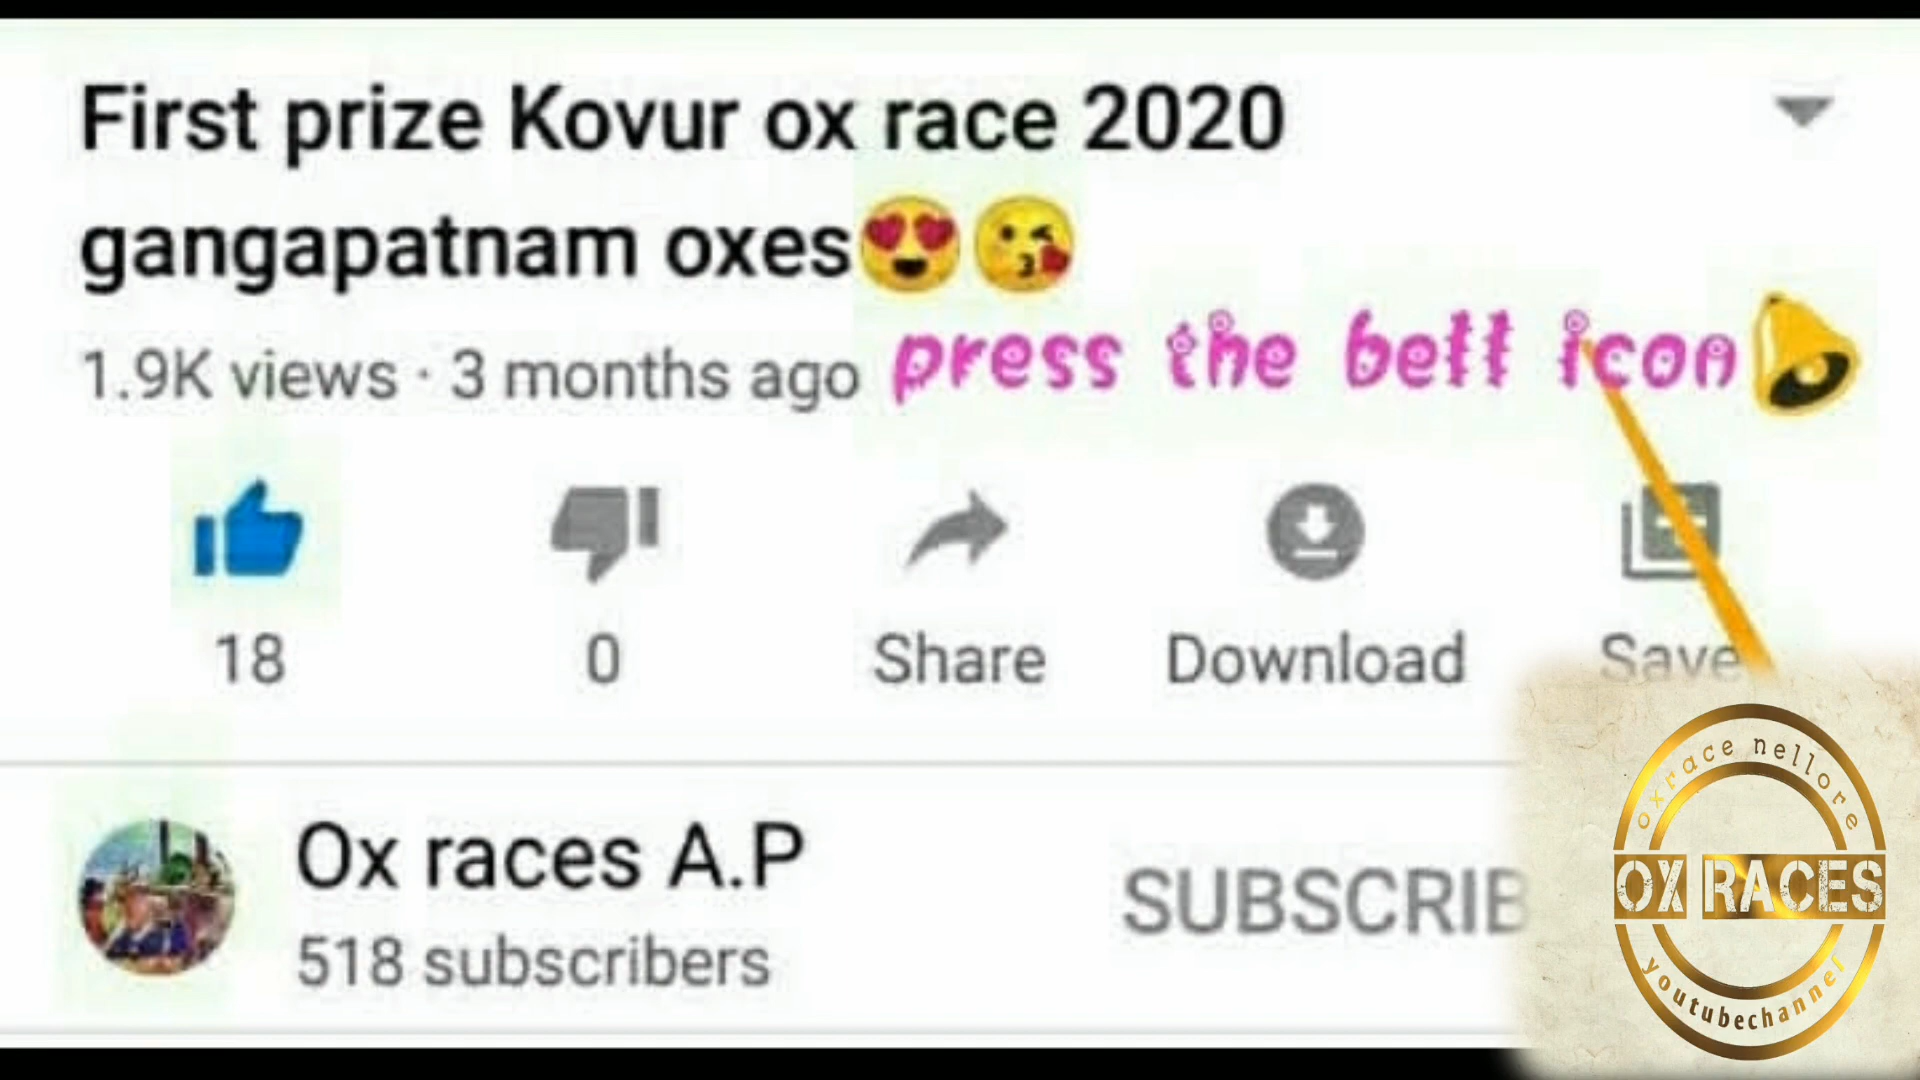 First prize Kovur ox race 2020
gangapatnam oxes😍😘
1.9K views · 3 months ago
press the bell icon🔔
18
0
Share
Download
Save
Ox races A.P
518 subscribers
SUBSCRIB
oxrace nellore
OX RACES
youtubechannel